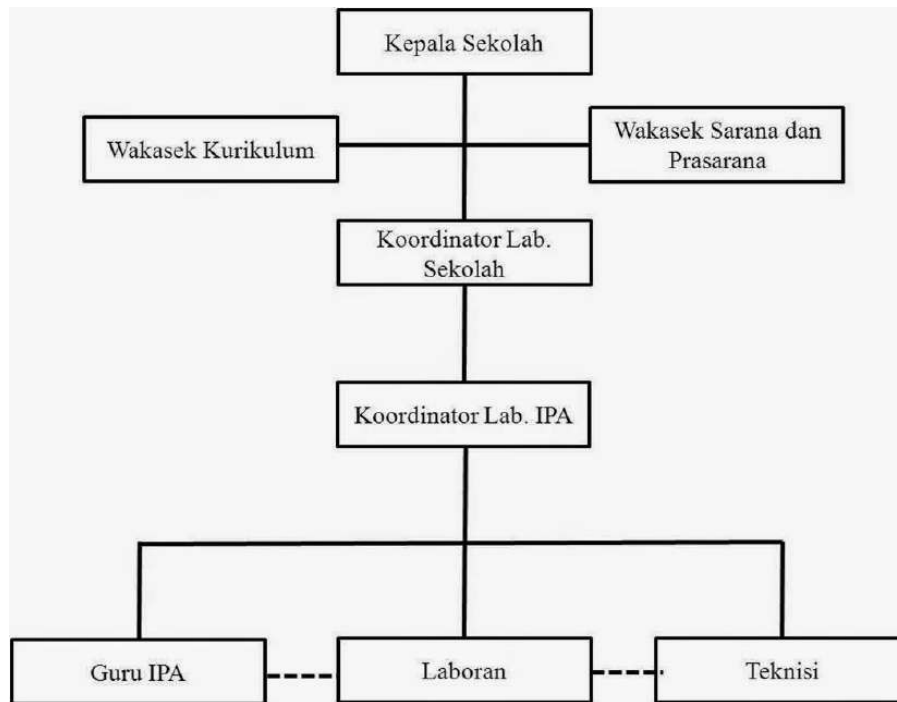 Kepala Sekolah
Wakasek Kurikulum
Wakasek Sarana dan
Prasarana
Koordinator Lab.
Sekolah
Koordinator Lab. IPA
Guru IPA
Laboran
Teknisi